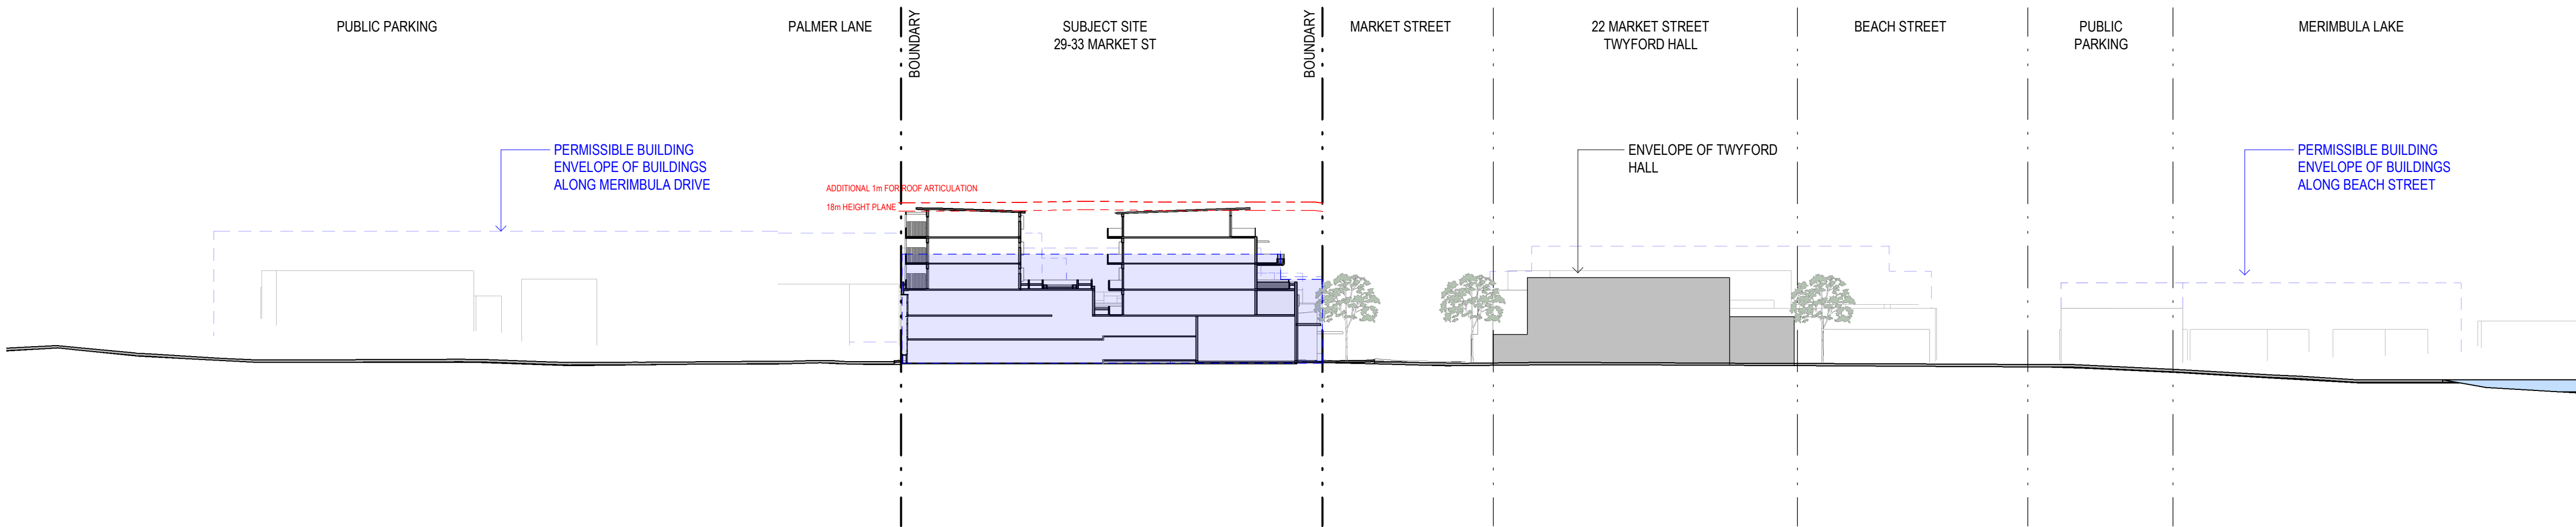 PUBLIC PARKING
PALMER LANE
BOUNDARY
SUBJECT SITE
29-33 MARKET ST
BOUNDARY
MARKET STREET
22 MARKET STREET
TWYFORD HALL
BEACH STREET
PUBLIC
PARKING
MERIMBULA LAKE
PERMISSIBLE BUILDING
ENVELOPE OF BUILDINGS
ALONG MERIMBULA DRIVE
ENVELOPE OF TWYFORD
HALL
PERMISSIBLE BUILDING
ENVELOPE OF BUILDINGS
ALONG BEACH STREET
ADDITIONAL 1m FOR ROOF ARTICULATION
18m HEIGHT PLANE